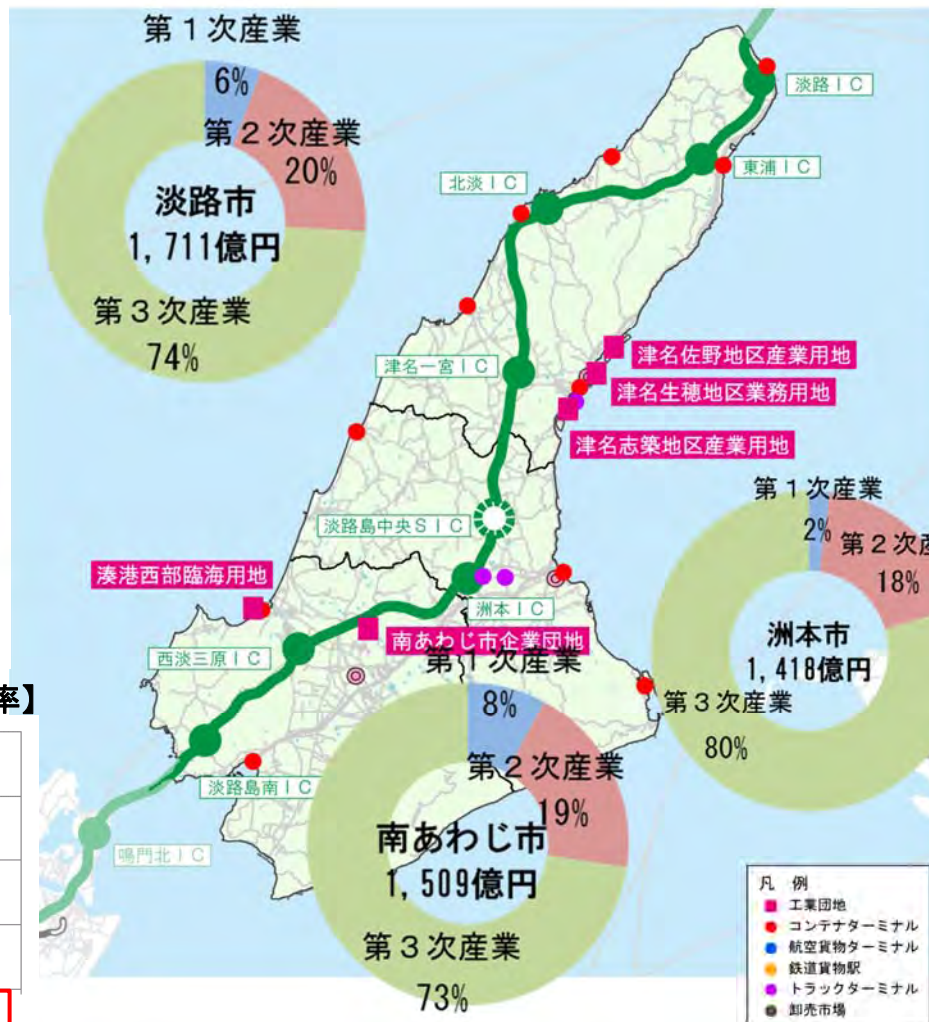 第１次産業
6%
第２次産業
20%
淡路市
1,711億円
第３次産業
74%
淡路ＩＣ
東浦ＩＣ
北淡ＩＣ
津名一宮ＩＣ
津名佐野地区産業用地
津名生穂地区業務用地
津名志築地区産業用地
淡路島中央ＳＩＣ
第１次産業
2%
第２次産
18%
洲本市
1,418億円
第３次産業
80%
湊港西部臨海用地
洲本ＩＣ
南あわじ市企業団地
西淡三原ＩＣ
第１次産業
8%
第２次産業
19%
南あわじ市
1,509億円
第３次産業
73%
率】
淡路島南ＩＣ
鳴門北ＩＣ
凡　例
工業団地
コンテナターミナル
航空貨物ターミナル
鉄道貨物駅
トラックターミナル
卸売市場